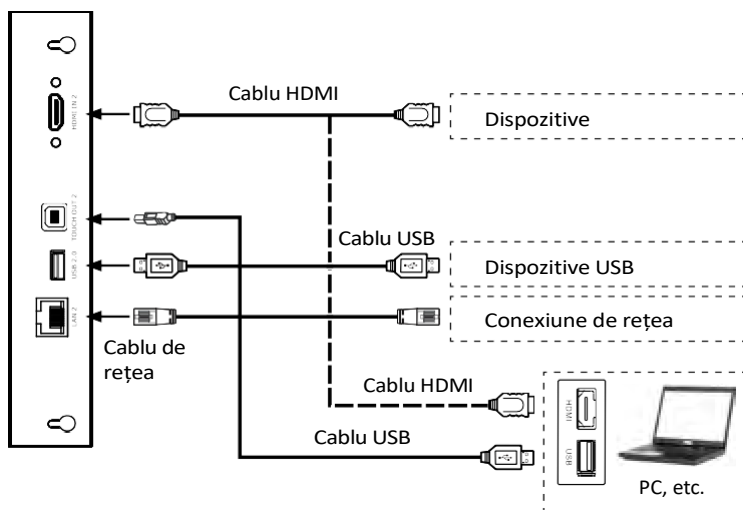 HDMI IN 2
Cablu HDMI
Dispozitive
TOUCH OUT 2
Cablu USB
USB 2.0
Dispozitive USB
LAN 2
Conexiune de rețea
Cablu de
rețea
Cablu HDMI
HDMI
Cablu USB
USB
PC, etc.